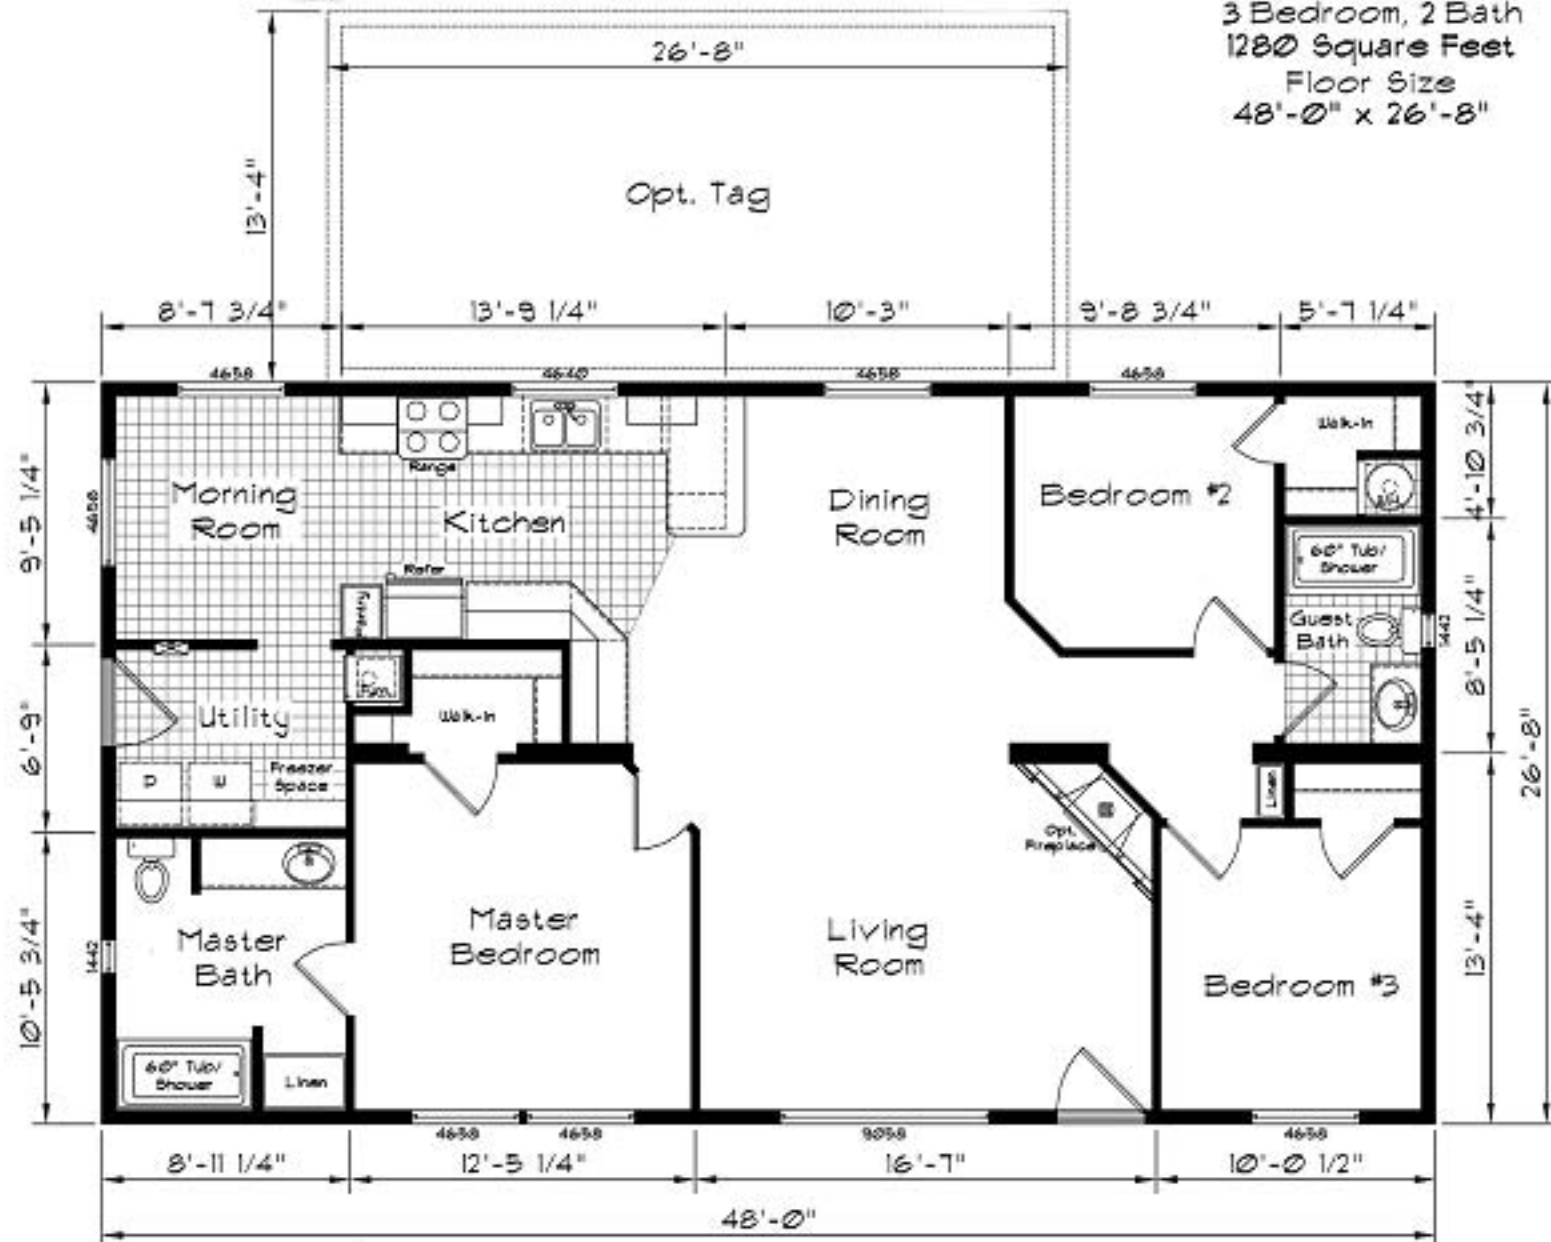 3 Bedroom, 2 Bath
1280 Square Feet
Floor Size
48'-0" x 26'-8"
26'-8"
13'-4"
Opt. Tag
8'-7 3/4"
13'-9 1/4"
10'-3"
9'-8 3/4"
5'-7 1/4"
4658
4640
4658
4658
9'-5 1/4"
4658
Morning
Room
Range
Kitchen
Dining
Room
Bedroom #2
Walk-In
4'-10 3/4"
60" Tub/
Shower
Refer
Pantry
Guest
Bath
1442
8'-5 1/4"
26'-8"
6'-9"
Utility
Walk-In
D
W
Freezer
Space
Linen
Opt.
Fireplace
10'-5 3/4"
1442
Master
Bath
Master
Bedroom
Living
Room
Bedroom #3
13'-4"
60" Tub/
Shower
Linen
4658
4658
9058
4658
8'-11 1/4"
12'-5 1/4"
16'-7"
10'-0 1/2"
48'-0"